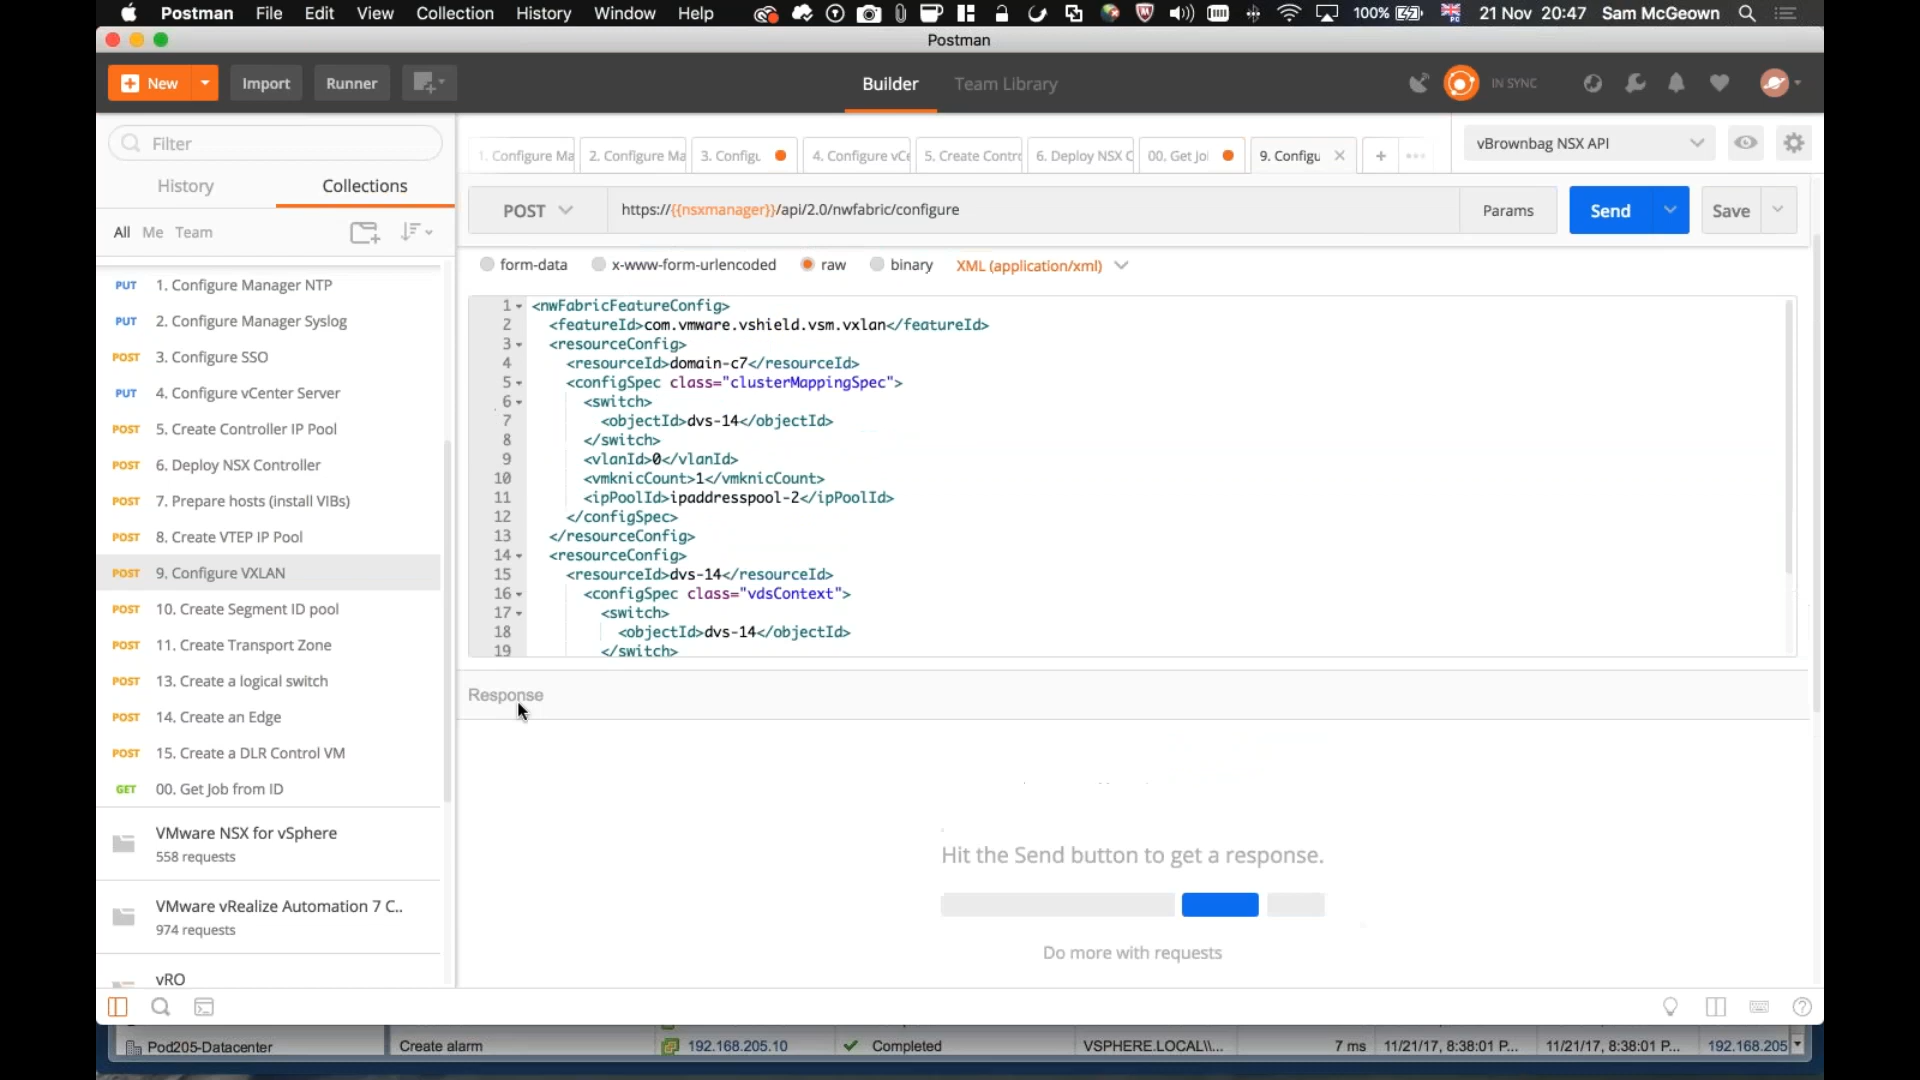 Postman File Edit View Collection History Window Help 100% 21 Nov 20:47 Sam McGeown
Postman
New Import Runner Builder Team Library IN SYNC
Filter
History Collections
All Me Team
PUT 1. Configure Manager NTP
PUT 2. Configure Manager Syslog
POST 3. Configure SSO
PUT 4. Configure vCenter Server
POST 5. Create Controller IP Pool
POST 6. Deploy NSX Controller
POST 7. Prepare hosts (install VIBs)
POST 8. Create VTEP IP Pool
POST 9. Configure VXLAN
POST 10. Create Segment ID pool
POST 11. Create Transport Zone
POST 13. Create a logical switch
POST 14. Create an Edge
POST 15. Create a DLR Control VM
GET 00. Get Job from ID
VMware NSX for vSphere
558 requests
VMware vRealize Automation 7 C..
974 requests
vRO
1. Configure Ma 2. Configure Ma 3. Configu 4. Configure vCe 5. Create Contro 6. Deploy NSX C 00. Get Jo 9. Configu
vBrownbag NSX API
POST https://{{nsxmanager}}/api/2.0/nwfabric/configure Params Send Save
form-data x-www-form-urlencoded raw binary XML (application/xml)
1 <nwFabricFeatureConfig>
2 <featureId>com.vmware.vshield.vsm.vxlan</featureId>
3 <resourceConfig>
4 <resourceId>domain-c7</resourceId>
5 <configSpec class="clusterMappingSpec">
6 <switch>
7 <objectId>dvs-14</objectId>
8 </switch>
9 <vlanId>0</vlanId>
10 <vmknicCount>1</vmknicCount>
11 <ipPoolId>ipaddresspool-2</ipPoolId>
12 </configSpec>
13 </resourceConfig>
14 <resourceConfig>
15 <resourceId>dvs-14</resourceId>
16 <configSpec class="vdsContext">
17 <switch>
18 <objectId>dvs-14</objectId>
19 </switch>
Response
Hit the Send button to get a response.
Do more with requests
Pod205-Datacenter Create alarm 192.168.205.10 Completed VSPHERE.LOCAL\\... 7 ms 11/21/17, 8:38:01 P... 11/21/17, 8:38:01 P... 192.168.205